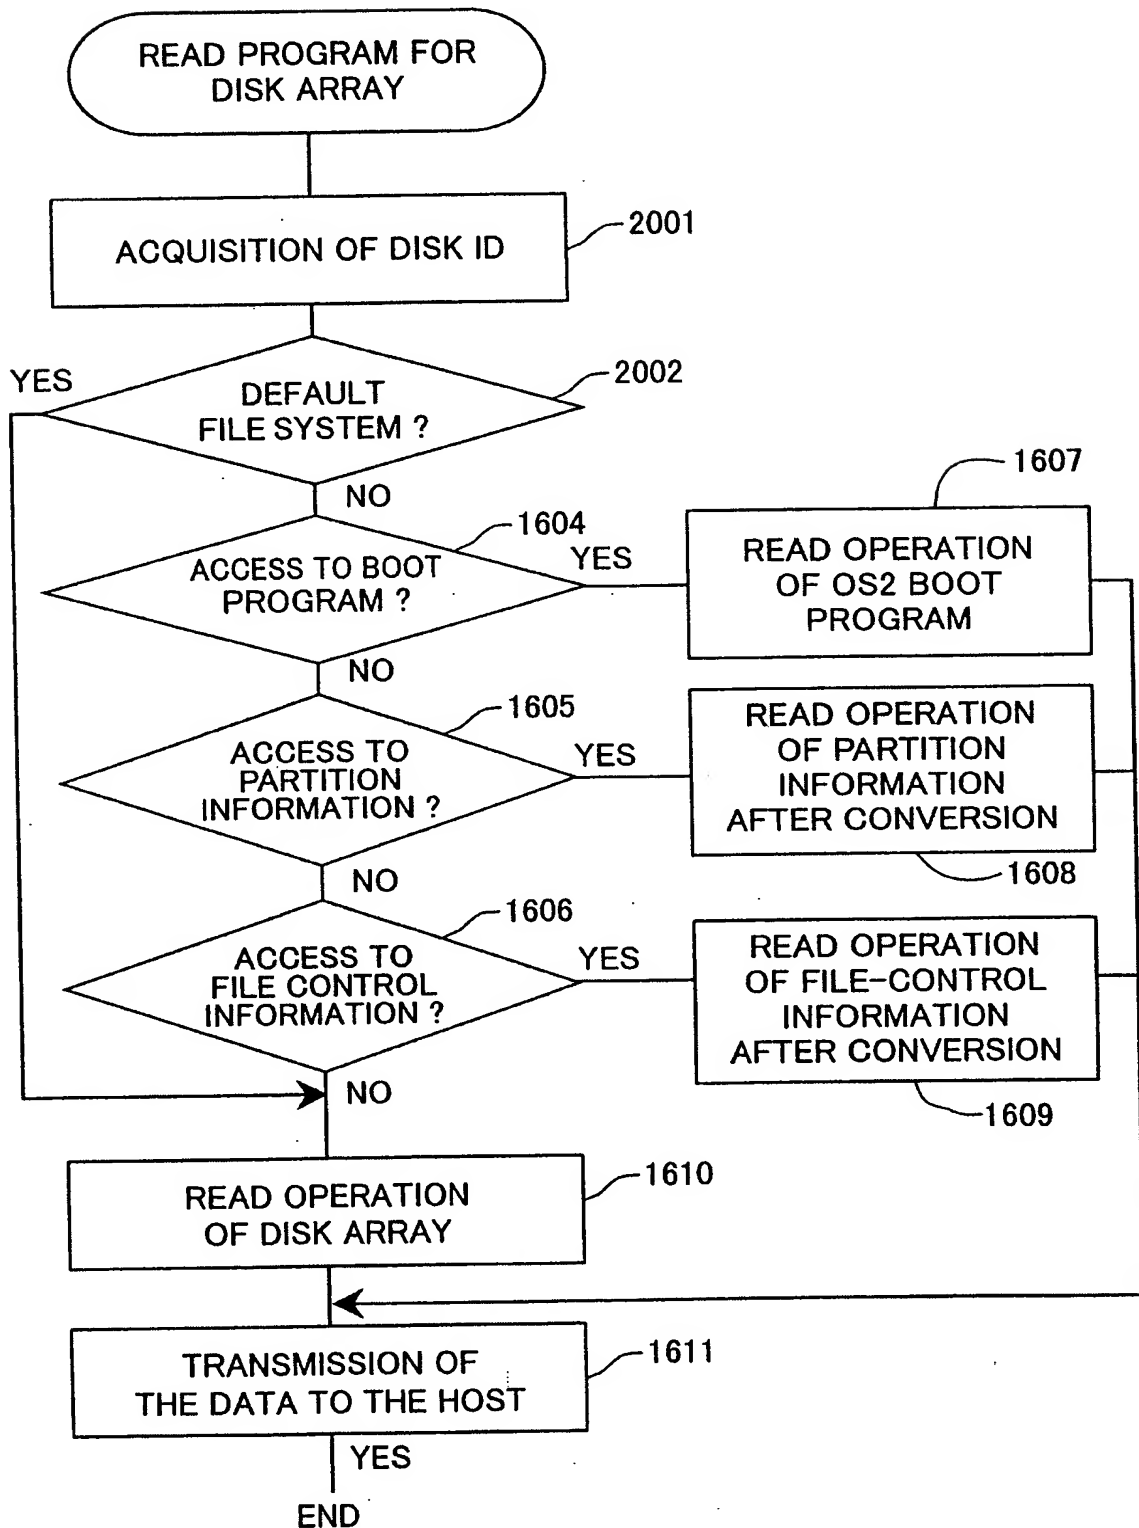 READ PROGRAM FOR
DISK ARRAY
ACQUISITION OF DISK ID
2001
YES
DEFAULT
FILE SYSTEM ?
2002
NO
ACCESS TO BOOT
PROGRAM ?
1604
YES
READ OPERATION
OF OS2 BOOT
PROGRAM
1607
NO
ACCESS TO
PARTITION
INFORMATION ?
1605
YES
READ OPERATION
OF PARTITION
INFORMATION
AFTER CONVERSION
1608
NO
ACCESS TO
FILE CONTROL
INFORMATION ?
1606
YES
READ OPERATION
OF FILE-CONTROL
INFORMATION
AFTER CONVERSION
1609
NO
READ OPERATION
OF DISK ARRAY
1610
TRANSMISSION OF
THE DATA TO THE HOST
1611
YES
END